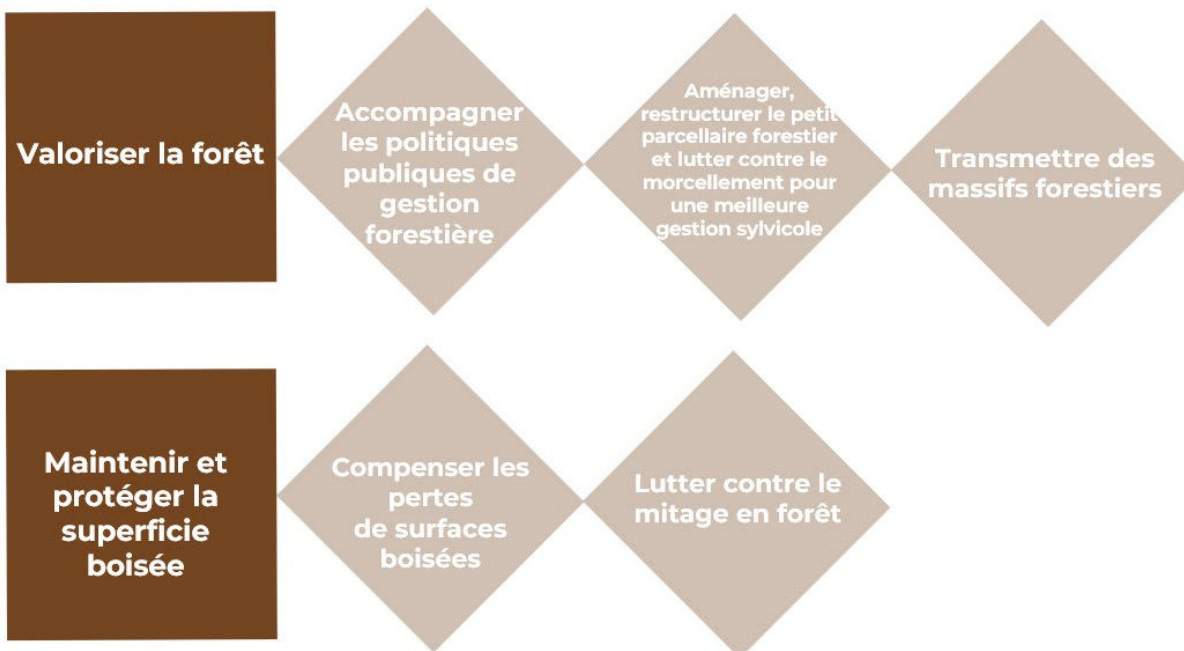 Valoriser la forêt
Accompagner
les politiques
publiques de
gestion
forestière
Aménager,
restructurer le petit
parcellaire forestier
et lutter contre le
morcellement pour
une meilleure
gestion sylvicole
Transmettre des
massifs forestiers
Maintenir et
protéger la
superficie
boisée
Compenser les
pertes
de surfaces
boisées
Lutter contre le
mitage en forêt